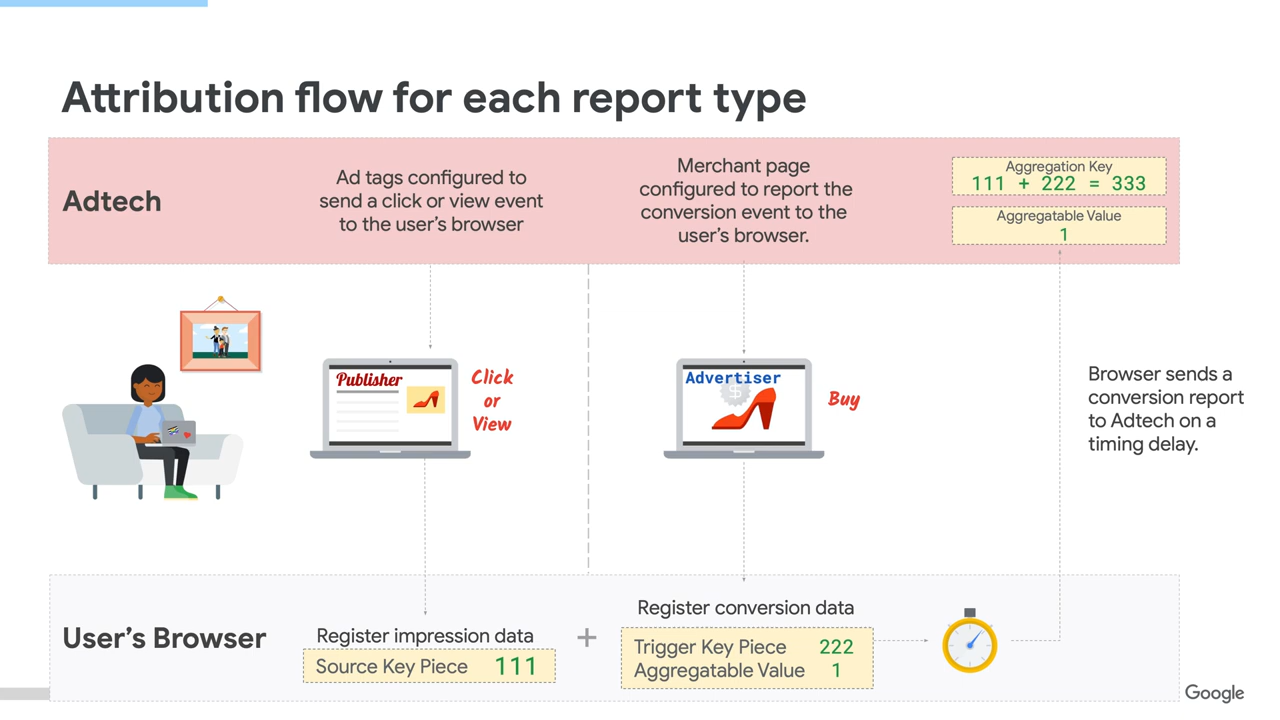 Attribution flow for each report type
Adtech
Ad tags configured to
send a click or view event
to the user's browser
Merchant page
configured to report the
conversion event to the
user's browser.
Aggregation Key
111 + 222 = 333
Aggregatable Value
1
Publisher
Click
or
View
Advertiser
$
Buy
Browser sends a
conversion report
to Adtech on a
timing delay.
User's Browser
Register impression data
Source Key Piece 111
+
Register conversion data
Trigger Key Piece 222
Aggregatable Value 1
Google